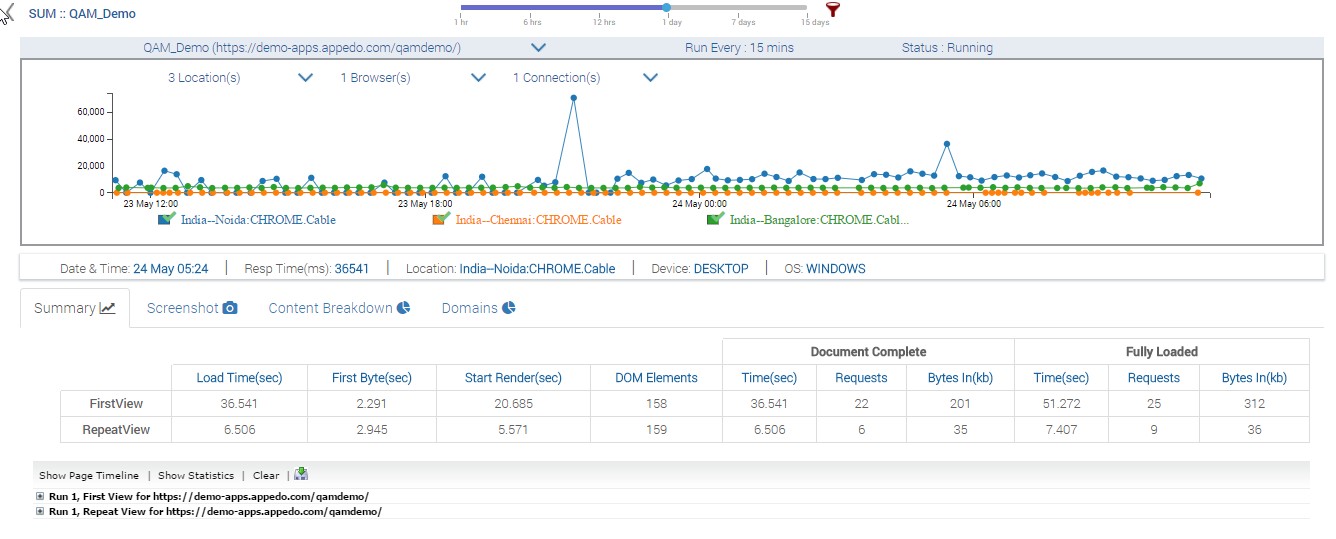 SUM :: QAM_Demo
1 hr 6 hrs 12 hrs 1 day 7 days 15 days
QAM_Demo (https://demo-apps.appedo.com/qamdemo/) Run Every : 15 mins Status : Running
3 Location(s) 1 Browser(s) 1 Connection(s)
60,000
40,000
20,000
0
23 May 12:00 23 May 18:00 24 May 00:00 24 May 06:00
India--Noida:CHROME.Cable India--Chennai:CHROME.Cable India--Bangalore:CHROME.Cabl...
Date & Time: 24 May 05:24 | Resp Time(ms): 36541 | Location: India--Noida:CHROME.Cable | Device: DESKTOP | OS: WINDOWS
Summary Screenshot Content Breakdown Domains
Document Complete Fully Loaded
Load Time(sec) First Byte(sec) Start Render(sec) DOM Elements Time(sec) Requests Bytes In(kb) Time(sec) Requests Bytes In(kb)
FirstView 36.541 2.291 20.685 158 36.541 22 201 51.272 25 312
RepeatView 6.506 2.945 5.571 159 6.506 6 35 7.407 9 36
Show Page Timeline | Show Statistics | Clear |
Run 1, First View for https://demo-apps.appedo.com/qamdemo/
Run 1, Repeat View for https://demo-apps.appedo.com/qamdemo/